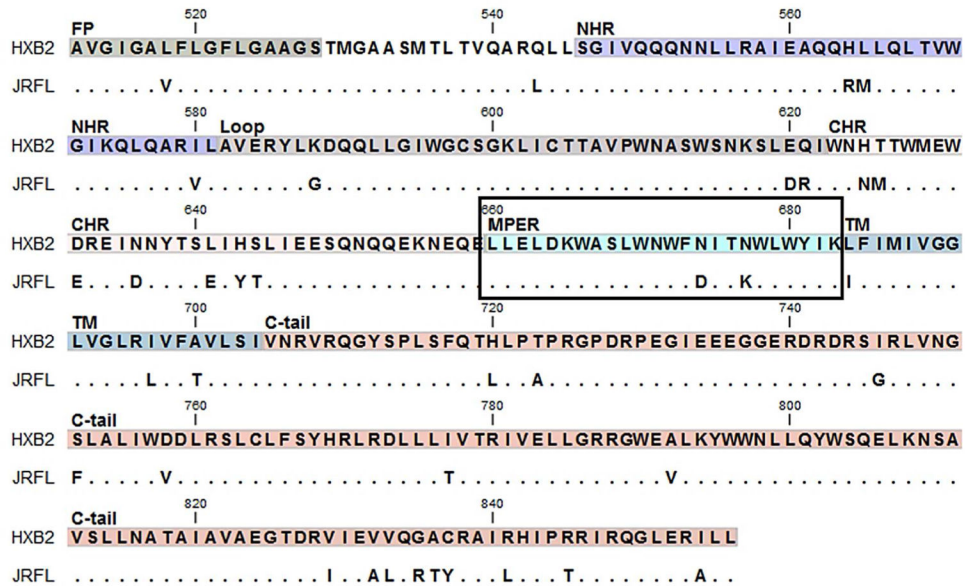 520 540 560
FP NHR
HXB2 AVGIGALFLGFLGAAGSTMGAASMTLTVQARQLLSGIVQQQNNLLRAIEAQQHLLQLTVW
JRFL ......V........................L....................RM......
580 600 620
NHR Loop CHR
HXB2 GIKQLQARILAVERYLKDQQLLGIWGCSGKLICTTAVPWNASWSNKSLEQIWNHTTWMEW
JRFL ........V.......G...............................DR...NM.....
640 660 680
CHR MPER TM
HXB2 DREINNYTSLIHSLIEESQNQQEKNEQELLELDKWASLWNWFNITNWLWYIKLFIMIVGG
JRFL E...D....E.YT.............................D..K......I.......
700 720 740
TM C-tail
HXB2 LVGLRIVFAVLSIVNRVRQGYSPLSFQTHLPTPRGPDRPEGIEEEGGERDRDRSIRLVNG
JRFL .....L..T...................L..A......................G.....
760 780 800
C-tail
HXB2 SLALIWDDLRSLCLFSYHRLRDLLLIVTRIVELLGRRGWEALKYWWNLLQYWSQELKNSA
JRFL F.....V..................T..............V...................
820 840
C-tail
HXB2 VSLLNATAIAVAEGTDRVIEVVQGACRAIRHIPRRIRQGLERILL
JRFL .................I..AL.RTY...L...T........A..